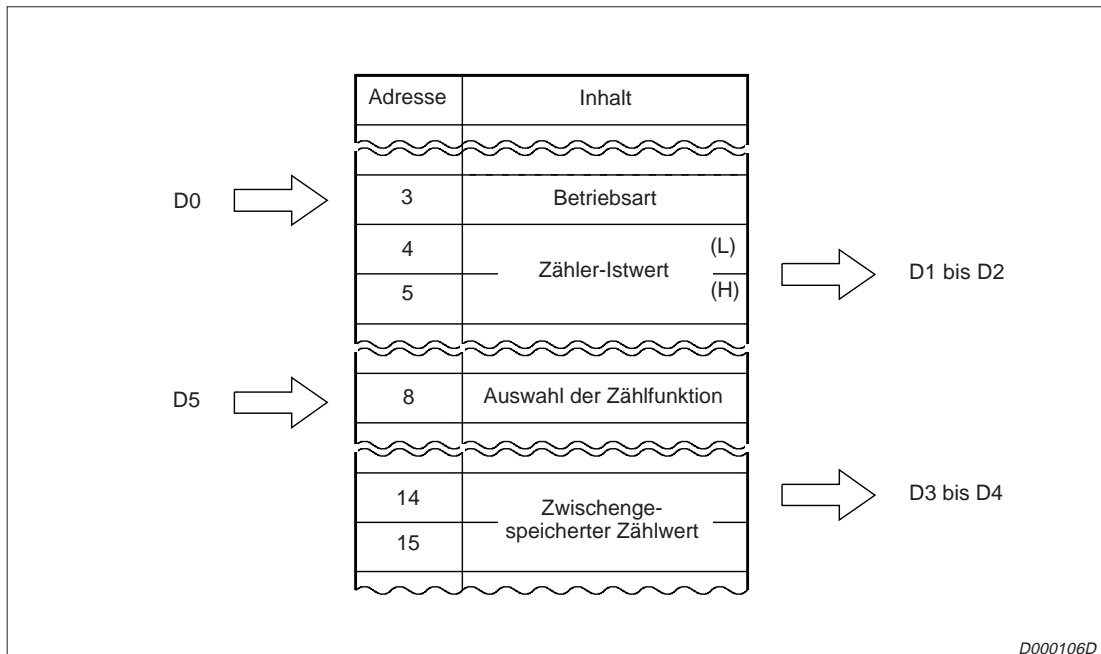 Adresse Inhalt
D0 3 Betriebsart
4 (L)
Zähler-Istwert D1 bis D2
5 (H)
D5 8 Auswahl der Zählfunktion
14 Zwischenge- D3 bis D4
speicherter Zählwert
15
D000106D